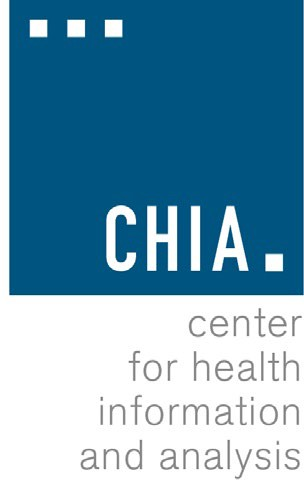 CHIA.
center
for health
information
and analysis